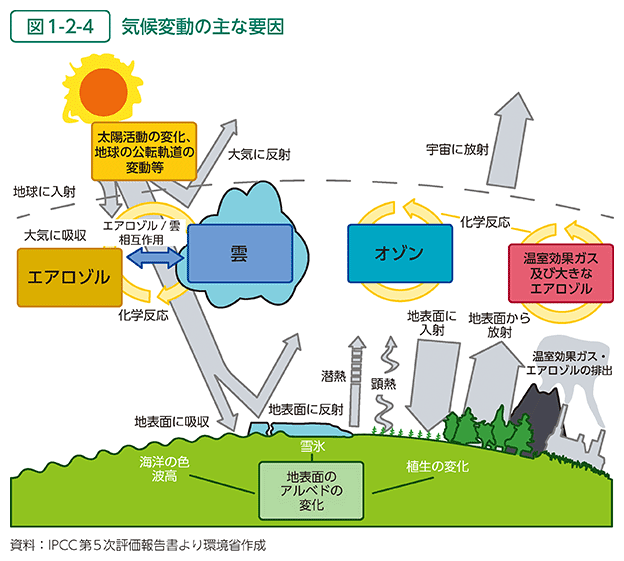 図1-2-4 気候変動の主な要因
太陽活動の変化、
地球の公転軌道の
変動等
大気に反射
宇宙に放射
地球に入射
大気に吸収
エアロゾル / 雲
相互作用
エアロゾル
雲
化学反応
オゾン
化学反応
温室効果ガス
及び大きな
エアロゾル
地表面に
入射
地表面から
放射
温室効果ガス・
エアロゾルの排出
潜熱
顕熱
地表面に吸収
地表面に反射
雪氷
海洋の色
波高
地表面の
アルベドの
変化
植生の変化
資料：IPCC第5次評価報告書より環境省作成